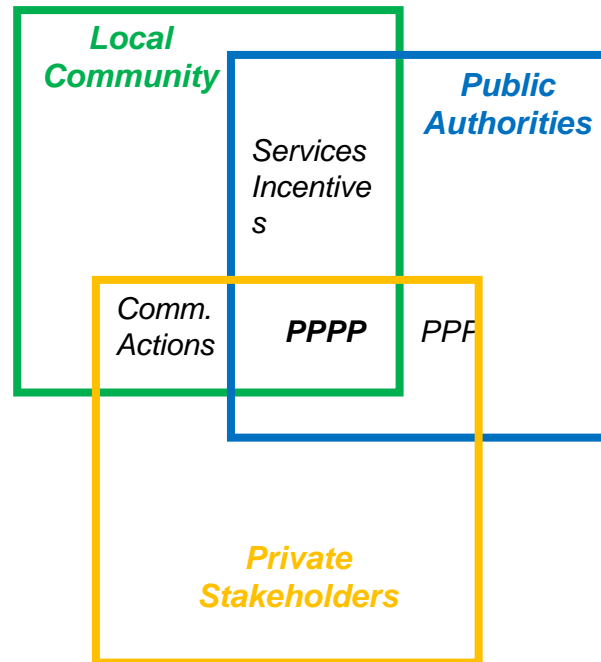 Local
Community
Public
Authorities
Services
Incentive
s
Comm.
Actions
PPPP
PPP
Private
Stakeholders